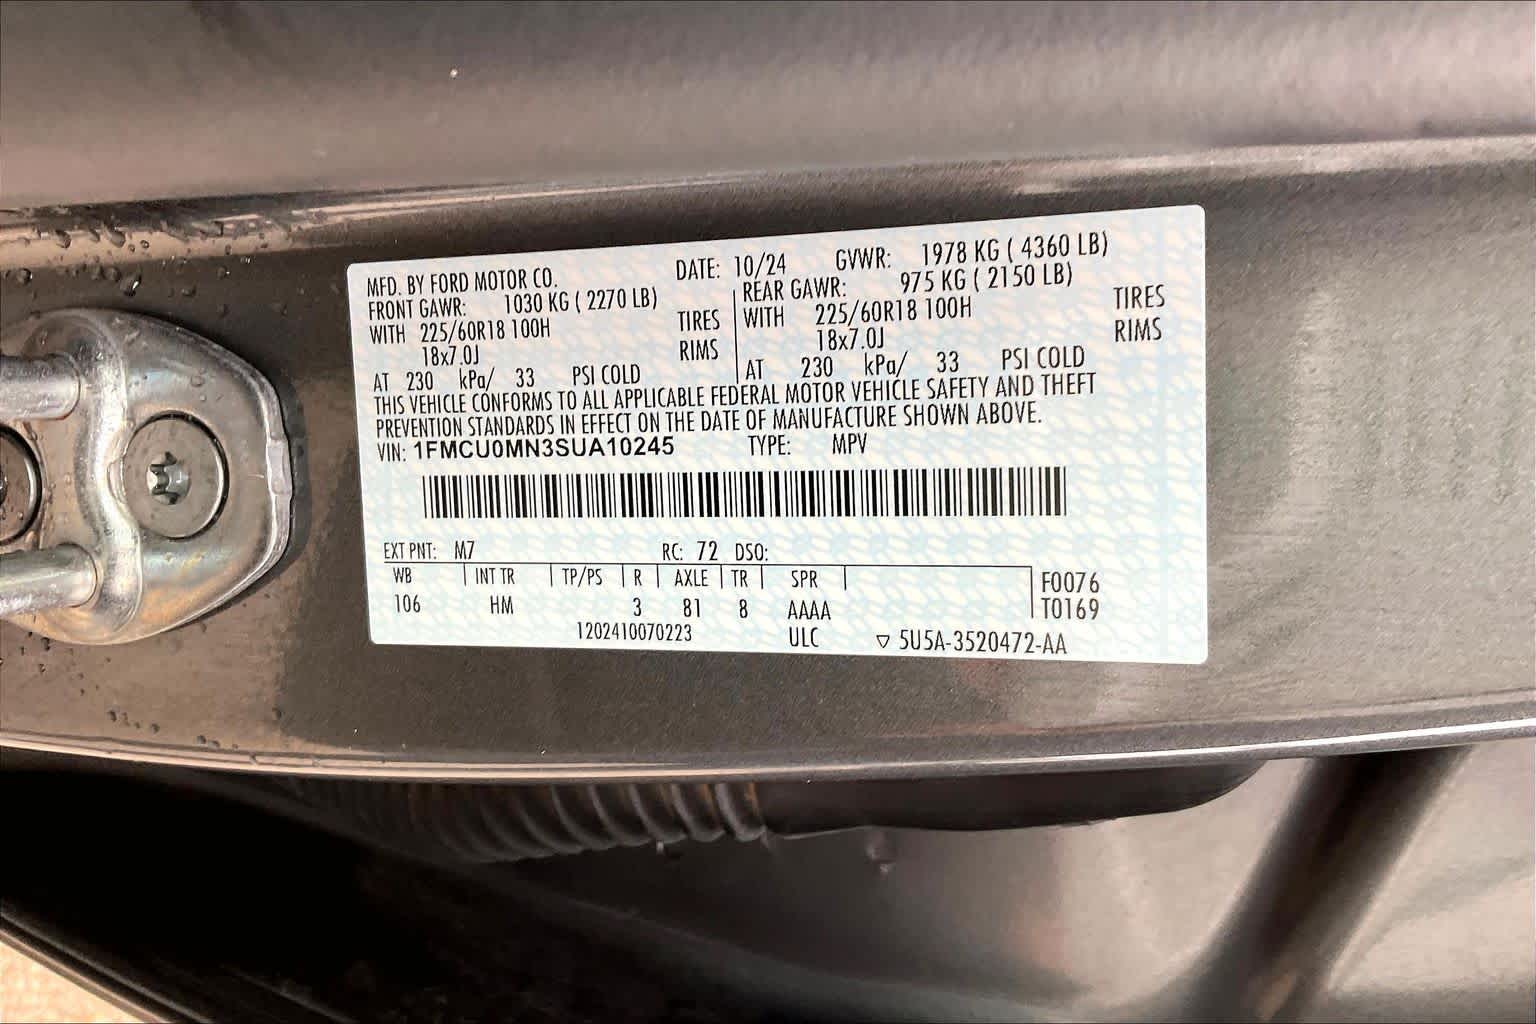 MFD. BY FORD MOTOR CO. DATE: 10/24 GVWR: 1978 KG ( 4360 LB)
FRONT GAWR: 1030 KG ( 2270 LB) REAR GAWR: 975 KG ( 2150 LB)
WITH 225/60R18 100H TIRES WITH 225/60R18 100H TIRES
18x7.0J RIMS 18x7.0J RIMS
AT 230 kPa/ 33 PSI COLD AT 230 kPa/ 33 PSI COLD
THIS VEHICLE CONFORMS TO ALL APPLICABLE FEDERAL MOTOR VEHICLE SAFETY AND THEFT
PREVENTION STANDARDS IN EFFECT ON THE DATE OF MANUFACTURE SHOWN ABOVE.
VIN: 1FMCU0MN3SUA10245 TYPE: MPV
EXT PNT: M7 RC: 72 DSO:
WB INT TR TP/PS R AXLE TR SPR F0076
106 HM 3 81 8 AAAA T0169
1202410070223 ULC ▽ 5U5A-3520472-AA